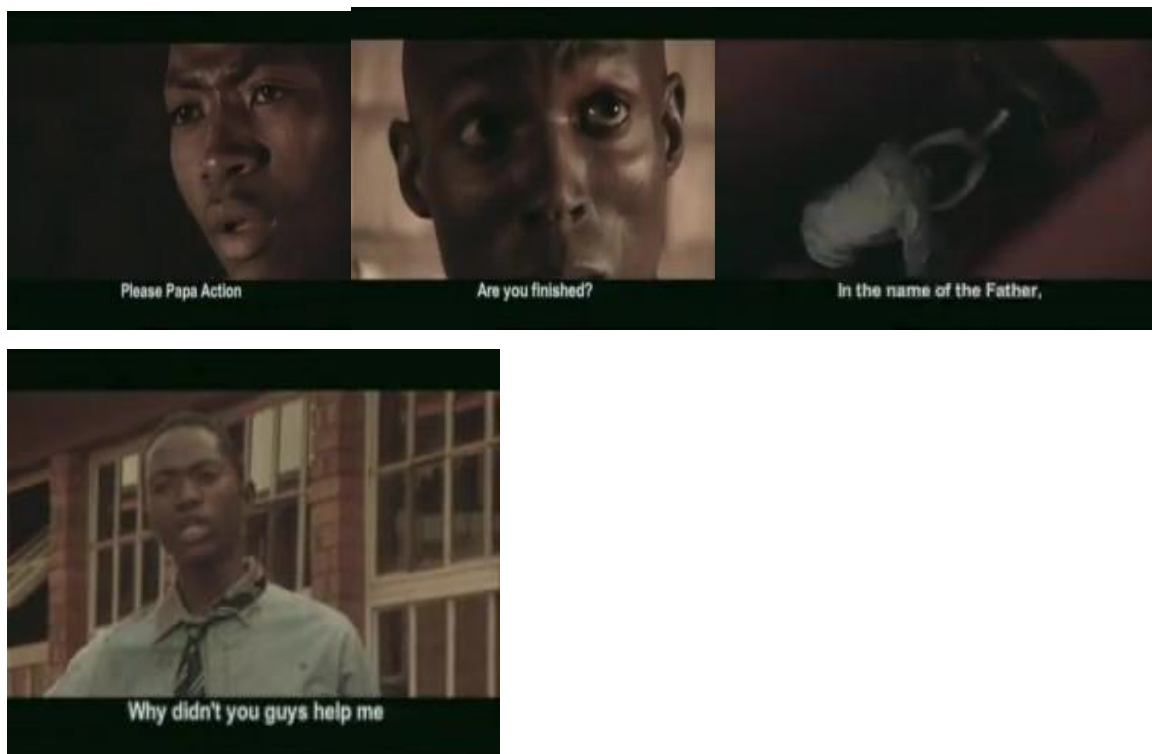 Please Papa Action
Are you finished?
In the name of the Father,
Why didn't you guys help me